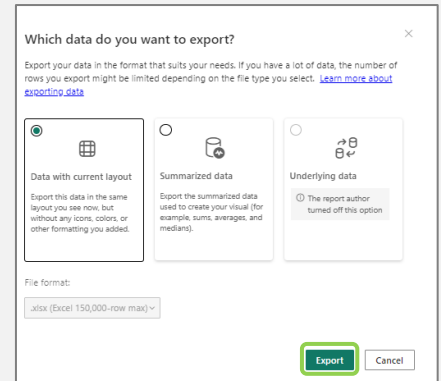 Which data do you want to export?
Export your data in the format that suits your needs. If you have a lot of data, the number of
rows you export might be limited depending on the file type you select. Learn more about
exporting data
Data with current layout
Export this data in the same
layout you see now, but
without any icons, colors, or
other formatting you added.
Summarized data
Export the summarized data
used to create your visual (for
example, sums, averages, and
medians).
Underlying data
The report author
turned off this option
File format:
.xlsx (Excel 150,000-row max)
Export
Cancel